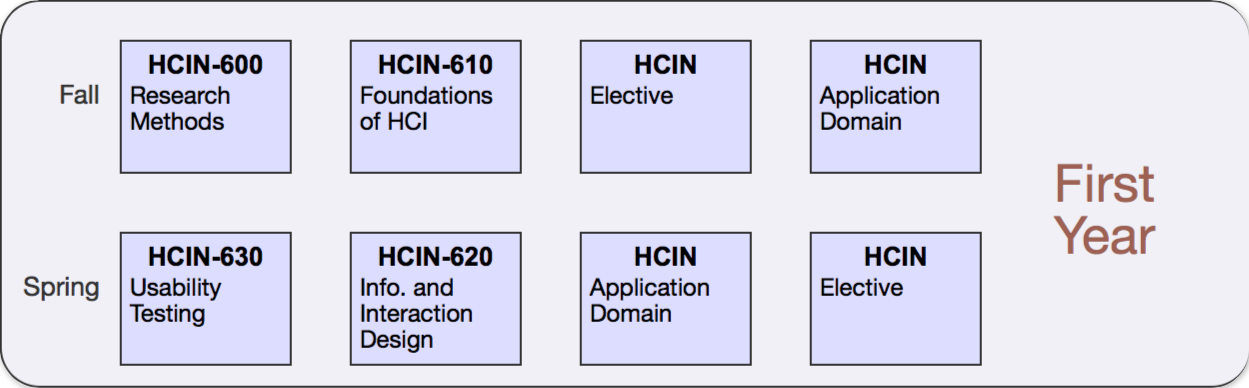 Fall
HCIN-600
Research
Methods
HCIN-610
Foundations
of HCI
HCIN
Elective
HCIN
Application
Domain
First
Year
Spring
HCIN-630
Usability
Testing
HCIN-620
Info. and
Interaction
Design
HCIN
Application
Domain
HCIN
Elective